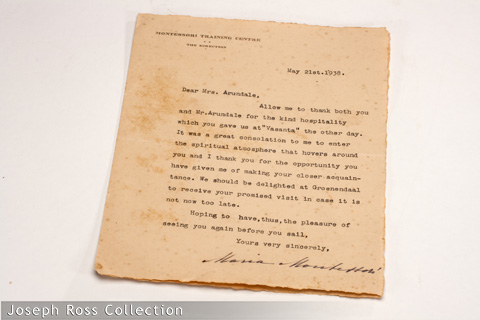 MONTESSORI TRAINING CENTRE
THE DIRECTRESS
May 21st.1938.
Dear Mrs. Arundale,
Allow me to thank both you
and Mr.Arundale for the kind hospitality
which you gave us at"Vasanta" the other day.
It was a great consolation to me to enter
the spiritual atmosphere that hovers around
you and I thank you for the opportunity you
have given me of making your closer acquain-
tance. We should be delighted at Groenendaal
to receive your promised visit in case it is
not now too late.
Hoping to have,thus,the pleasure of
seeing you again before you sail.
Yours very sincerely,
Maria Montessori
Joseph Ross Collection